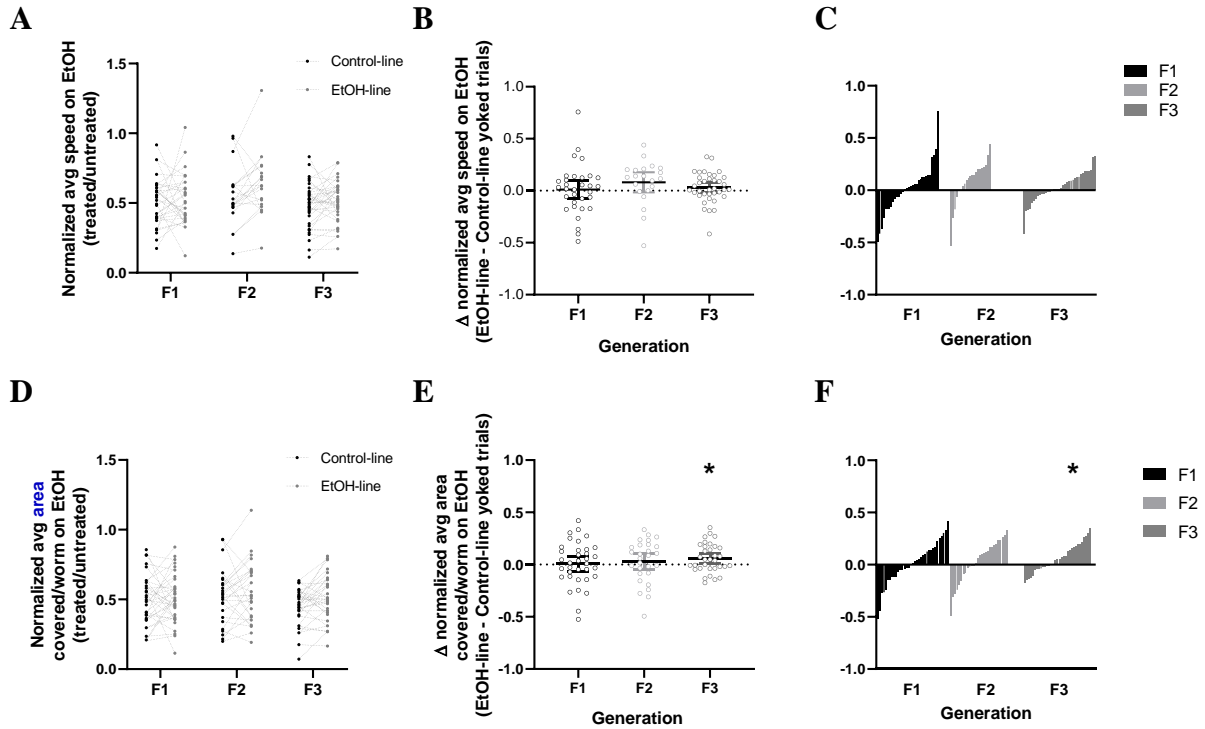 A
Normalized avg speed on EtOH
(treated/untreated)
1.5
1.0
0.5
0.0
F1
F2
F3
Control-line
EtOH-line
B
Δ normalized avg speed on EtOH
(EtOH-line - Control-line yoked trials)
1.0
0.5
0.0
-0.5
-1.0
F1
F2
F3
Generation
C
1.0
0.5
0.0
-0.5
-1.0
F1
F2
F3
Generation
F1
F2
F3
D
Normalized avg area
covered/worm on EtOH
(treated/untreated)
1.5
1.0
0.5
0.0
F1
F2
F3
Control-line
EtOH-line
E
Δ normalized avg area
covered/worm on EtOH
(EtOH-line - Control-line yoked trials)
1.0
0.5
0.0
-0.5
-1.0
*
F1
F2
F3
Generation
F
1.0
0.5
0.0
-0.5
-1.0
*
F1
F2
F3
Generation
F1
F2
F3